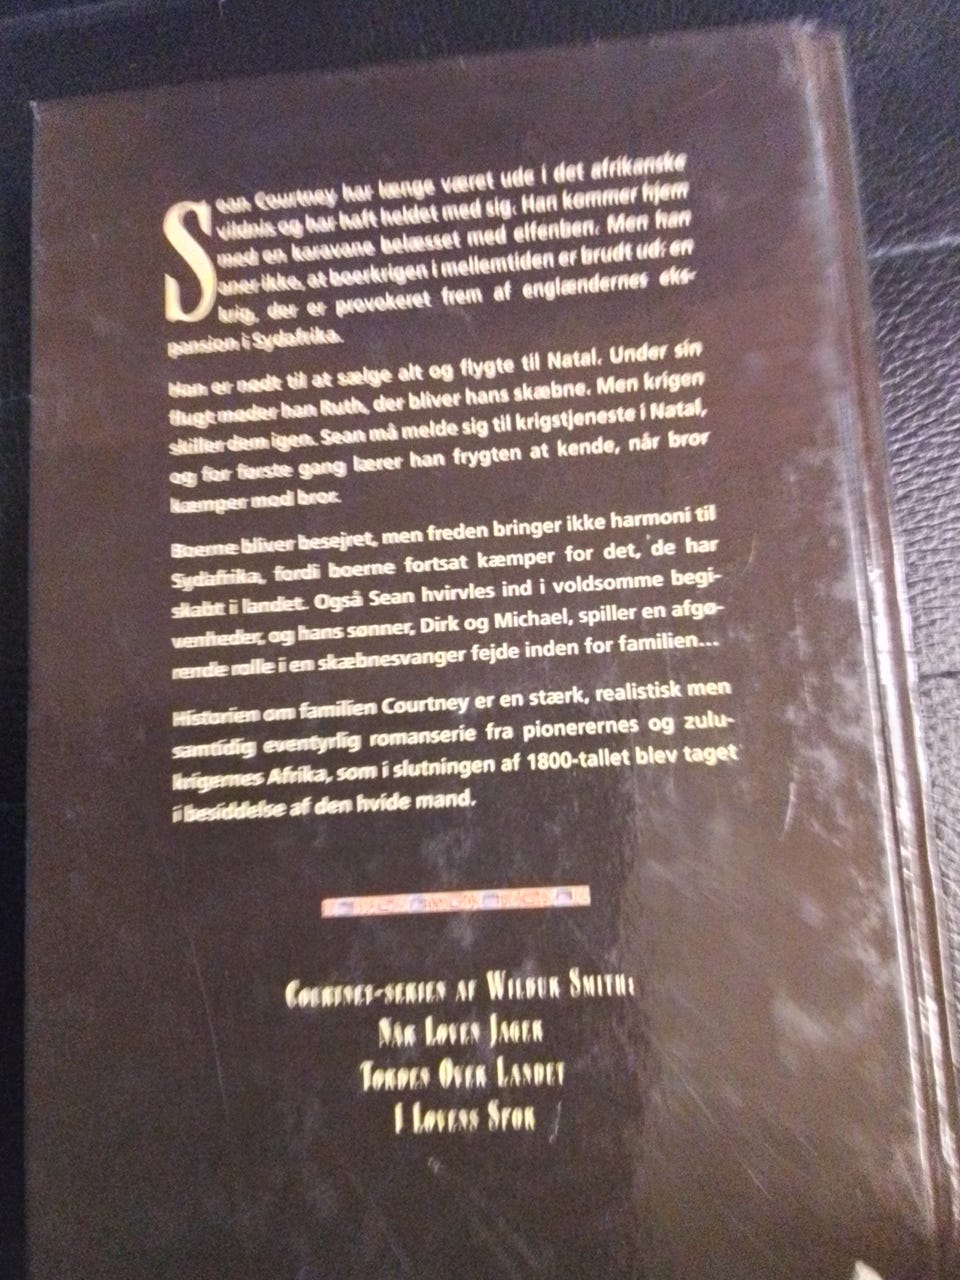 Sean Courtney har længe været ude i det afrikanske
vildnis og har haft heldet med sig. Han kommer hjem
med en karavane belæsset med elfenben. Men han
aner ikke, at boerkrigen i mellemtiden er brudt ud: en
krig, der er provokeret frem af englændernes eks-
pansion i Sydafrika.
Han er nødt til at sælge alt og flygte til Natal. Under sin
flugt møder han Ruth, der bliver hans skæbne. Men krigen
skiller dem igen. Sean må melde sig til krigstjeneste i Natal,
og for første gang lærer han frygten at kende, når bror
kæmper mod bror.
Boerne bliver besejret, men freden bringer ikke harmoni til
Sydafrika, fordi boerne fortsat kæmper for det, de har
skabt i landet. Også Sean hvirvles ind i voldsomme begi-
venheder, og hans sønner, Dirk og Michael, spiller en afgø-
rende rolle i en skæbnesvanger fejde inden for familien...
Historien om familien Courtney er en stærk, realistisk men
samtidig eventyrlig romanserie fra pionerernes og zulu-
krigernes Afrika, som i slutningen af 1800-tallet blev taget
i besiddelse af den hvide mand.
COURTNEY-SERIEN AF WILBUR SMITH:
NÅR LØVEN JAGER
TORDEN OVER LANDET
I LØVENS SPOR